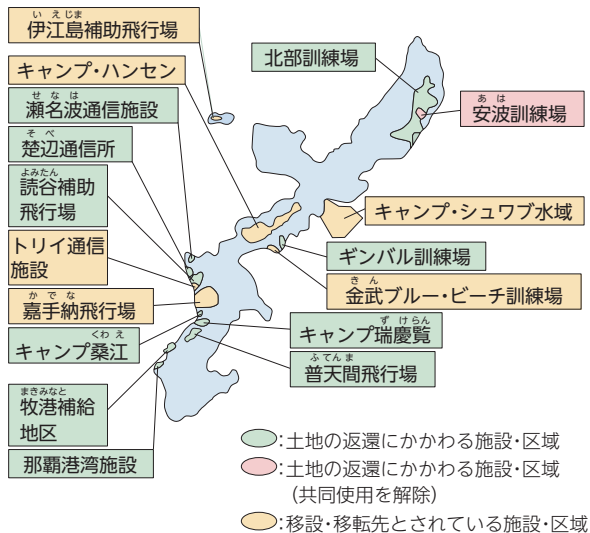 いえじま
伊江島補助飛行場
キャンプ・ハンセン
せなは
瀬名波通信施設
そべ
楚辺通信所
よみたん
読谷補助
飛行場
トリイ通信
施設
かでな
嘉手納飛行場
くわえ
キャンプ桑江
まきみなと
牧港補給
地区
那覇港湾施設
北部訓練場
あは
安波訓練場
キャンプ・シュワブ水域
ギンバル訓練場
きん
金武ブルー・ビーチ訓練場
ずけらん
キャンプ瑞慶覧
ふてんま
普天間飛行場
:土地の返還にかかわる施設・区域
:土地の返還にかかわる施設・区域
(共同使用を解除)
:移設・移転先とされている施設・区域